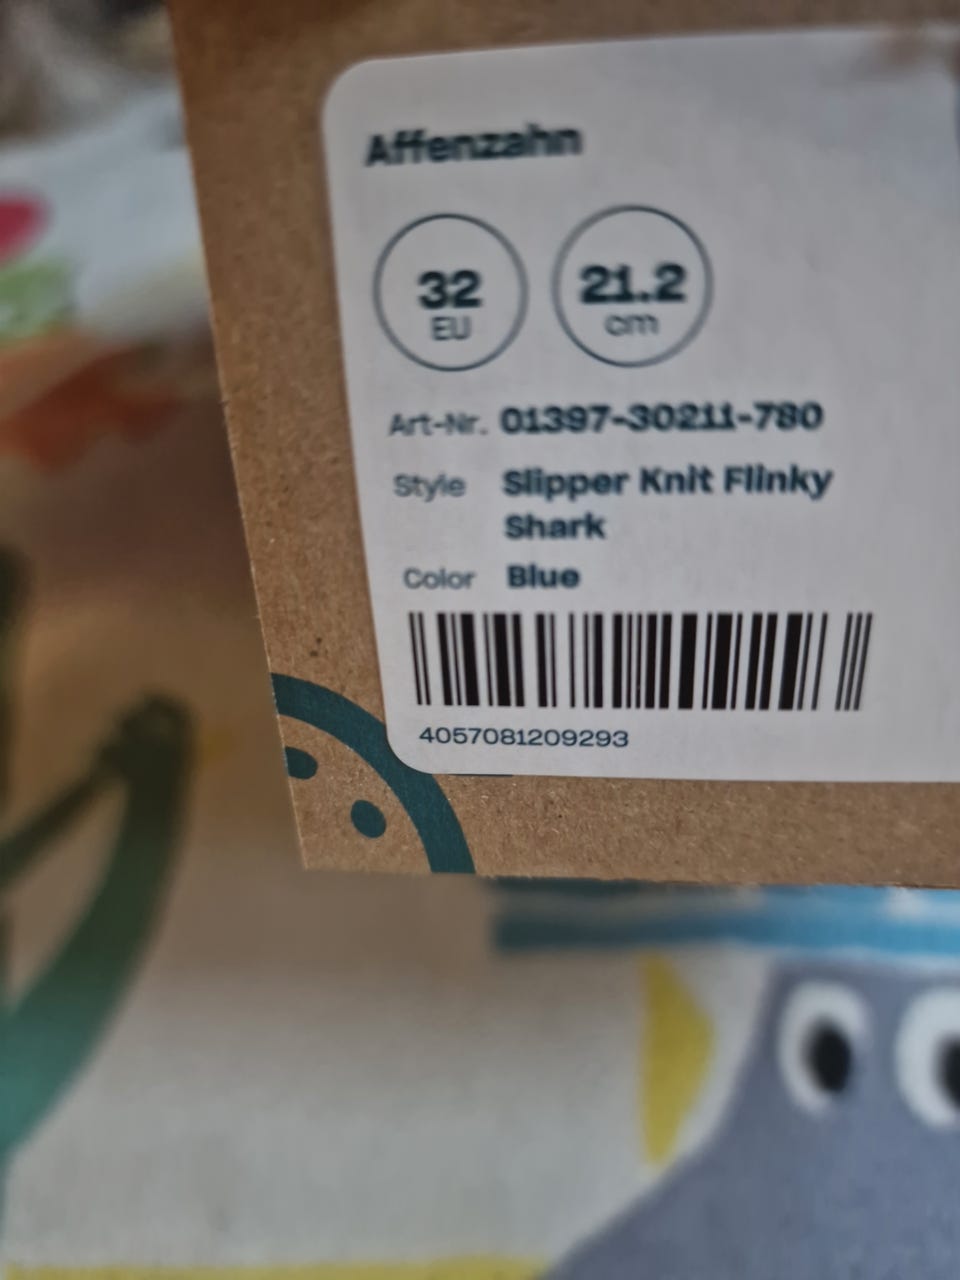 Affenzahn
32
EU
21.2
cm
Art-Nr. 01397-30211-780
Style Slipper Knit Flinky
Shark
Color Blue
4057081209293